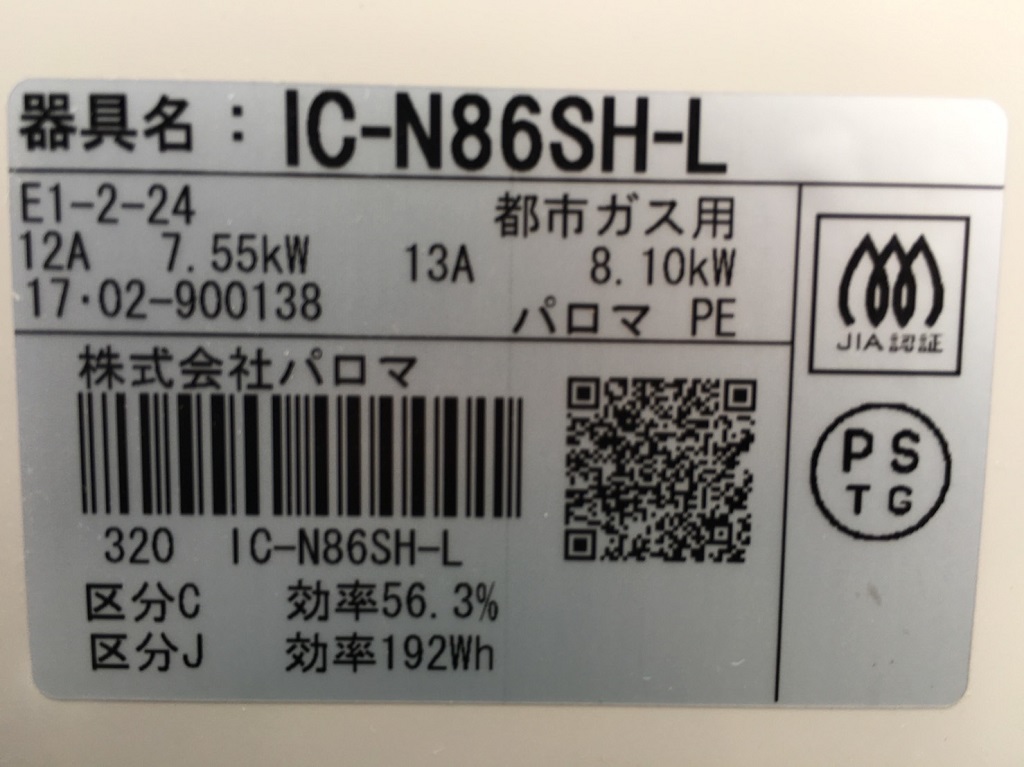 器具名：IC-N86SH-L
E1-2-24 都市ガス用
12A 7.55kW 13A 8.10kW
17・02-900138 パロマ PE
JIA認証
株式会社パロマ
PS
TG
320 IC-N86SH-L
区分C 効率56.3%
区分J 効率192Wh